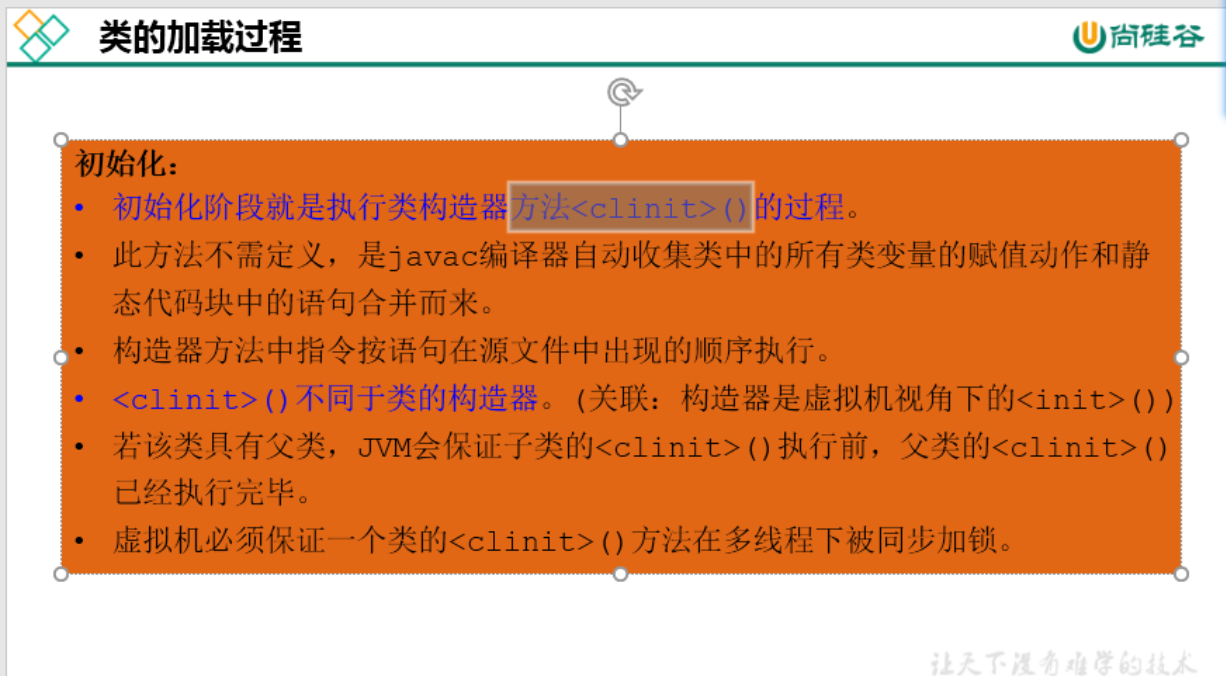 类的加载过程
尚硅谷
初始化:
• 初始化阶段就是执行类构造器方法<clinit>()的过程。
• 此方法不需定义，是javac编译器自动收集类中的所有类变量的赋值动作和静
态代码块中的语句合并而来。
• 构造器方法中指令按语句在源文件中出现的顺序执行。
• <clinit>()不同于类的构造器。(关联：构造器是虚拟机视角下的<init>())
• 若该类具有父类，JVM会保证子类的<clinit>()执行前，父类的<clinit>()
已经执行完毕。
• 虚拟机必须保证一个类的<clinit>()方法在多线程下被同步加锁。
让天下没有难学的技术